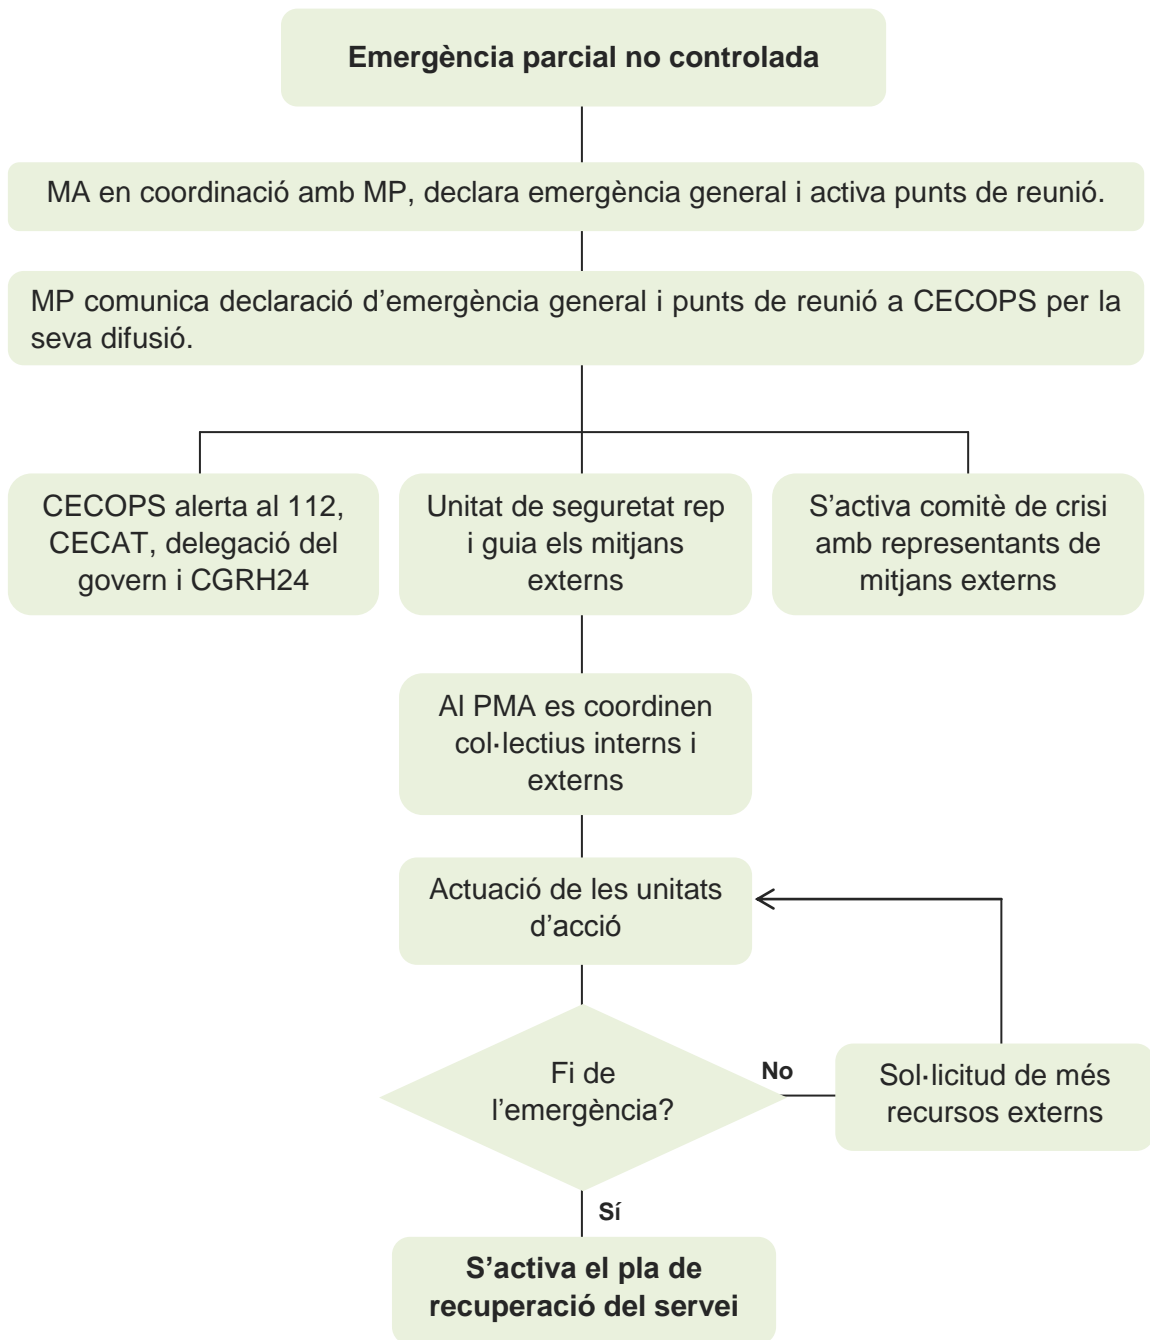 Emergència parcial no controlada
MA en coordinació amb MP, declara emergència general i activa punts de reunió.
MP comunica declaració d’emergència general i punts de reunió a CECOPS per la
seva difusió.
CECOPS alerta al 112,
CECAT, delegació del
govern i CGRH24
Unitat de seguretat rep
i guia els mitjans
externs
S’activa comitè de crisi
amb representants de
mitjans externs
Al PMA es coordinen
col·lectius interns i
externs
Actuació de les unitats
d’acció
Fi de
l’emergència?
No
Sol·licitud de més
recursos externs
Sí
S’activa el pla de
recuperació del servei